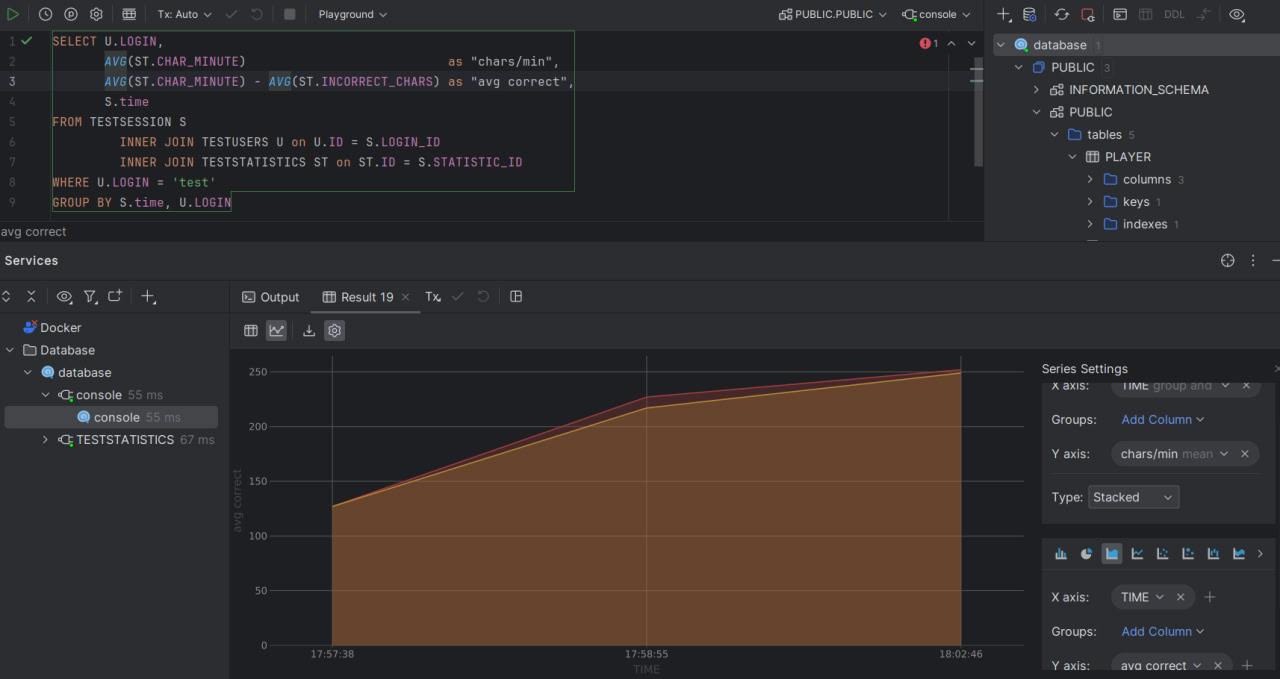 Tx: Auto
Playground
PUBLIC.PUBLIC
console
DDL
1 SELECT U.LOGIN,
2 AVG(ST.CHAR_MINUTE) as "chars/min",
3 AVG(ST.CHAR_MINUTE) - AVG(ST.INCORRECT_CHARS) as "avg correct",
4 S.time
5 FROM TESTSESSION S
6 INNER JOIN TESTUSERS U on U.ID = S.LOGIN_ID
7 INNER JOIN TESTSTATISTICS ST on ST.ID = S.STATISTIC_ID
8 WHERE U.LOGIN = 'test'
9 GROUP BY S.time, U.LOGIN
1
avg correct
database 1
PUBLIC 3
INFORMATION_SCHEMA
PUBLIC
tables 5
PLAYER
columns 3
keys 1
indexes 1
Services
Docker
Database
database
console 55 ms
console 55 ms
TESTSTATISTICS 67 ms
Output
Result 19
Tx
250
200
150
100
50
0
avg correct
17:57:38
17:58:55
18:02:46
TIME
Series Settings
X axis: TIME group and
Groups: Add Column
Y axis: chars/min mean
Type: Stacked
X axis: TIME
Groups: Add Column
Y axis: avg correct